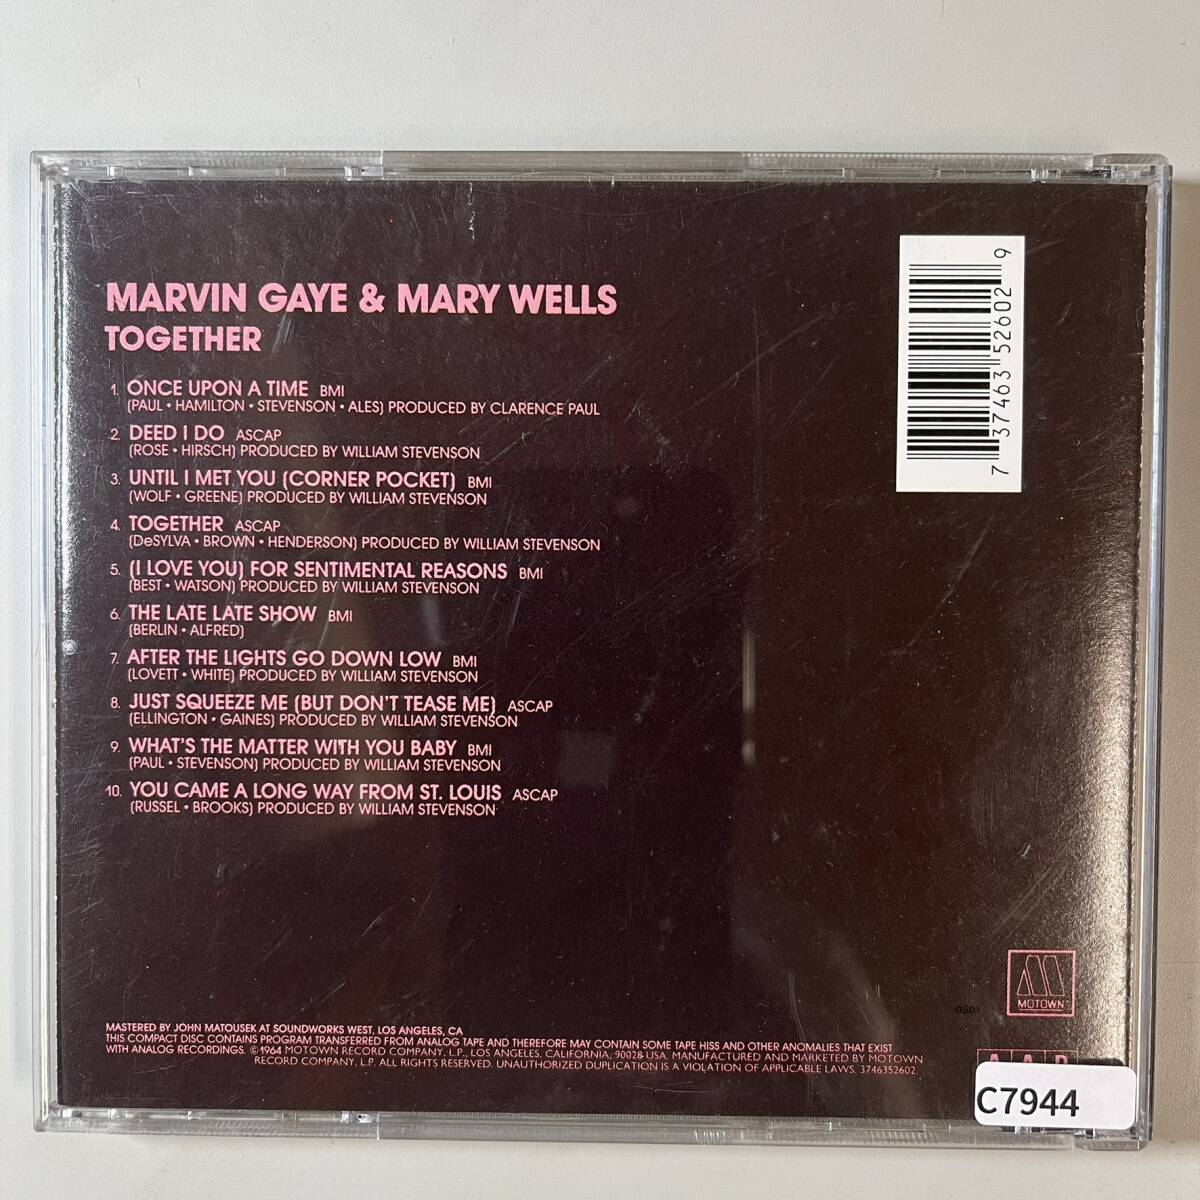 MARVIN GAYE & MARY WELLS
TOGETHER
1. ONCE UPON A TIME BMI
(PAUL • HAMILTON • STEVENSON • ALES) PRODUCED BY CLARENCE PAUL
2. DEED I DO ASCAP
(ROSE • HIRSCH) PRODUCED BY WILLIAM STEVENSON
3. UNTIL I MET YOU (CORNER POCKET) BMI
(WOLF • GREENE) PRODUCED BY WILLIAM STEVENSON
4. TOGETHER ASCAP
(DeSYLVA • BROWN • HENDERSON) PRODUCED BY WILLIAM STEVENSON
5. (I LOVE YOU) FOR SENTIMENTAL REASONS BMI
(BEST • WATSON) PRODUCED BY WILLIAM STEVENSON
6. THE LATE LATE SHOW BMI
(BERLIN • ALFRED)
7. AFTER THE LIGHTS GO DOWN LOW BMI
(LOVETT • WHITE) PRODUCED BY WILLIAM STEVENSON
8. JUST SQUEEZE ME (BUT DON'T TEASE ME) ASCAP
(ELLINGTON • GAINES) PRODUCED BY WILLIAM STEVENSON
9. WHAT'S THE MATTER WITH YOU BABY BMI
(PAUL • STEVENSON) PRODUCED BY WILLIAM STEVENSON
10. YOU CAME A LONG WAY FROM ST. LOUIS ASCAP
(RUSSEL • BROOKS) PRODUCED BY WILLIAM STEVENSON
7 37463 52602 9
MASTERED BY JOHN MATOUSEK AT SOUNDWORKS WEST, LOS ANGELES, CA
THIS COMPACT DISC CONTAINS PROGRAM TRANSFERRED FROM ANALOG TAPE AND THEREFORE MAY CONTAIN SOME TAPE HISS AND OTHER ANOMALIES THAT EXIST
WITH ANALOG RECORDINGS. ©1964 MOTOWN RECORD COMPANY, L.P., LOS ANGELES, CALIFORNIA, 90028 USA. MANUFACTURED AND MARKETED BY MOTOWN
RECORD COMPANY, L.P. ALL RIGHTS RESERVED. UNAUTHORIZED DUPLICATION IS A VIOLATION OF APPLICABLE LAWS. 3746352602
MOTOWN
C7944